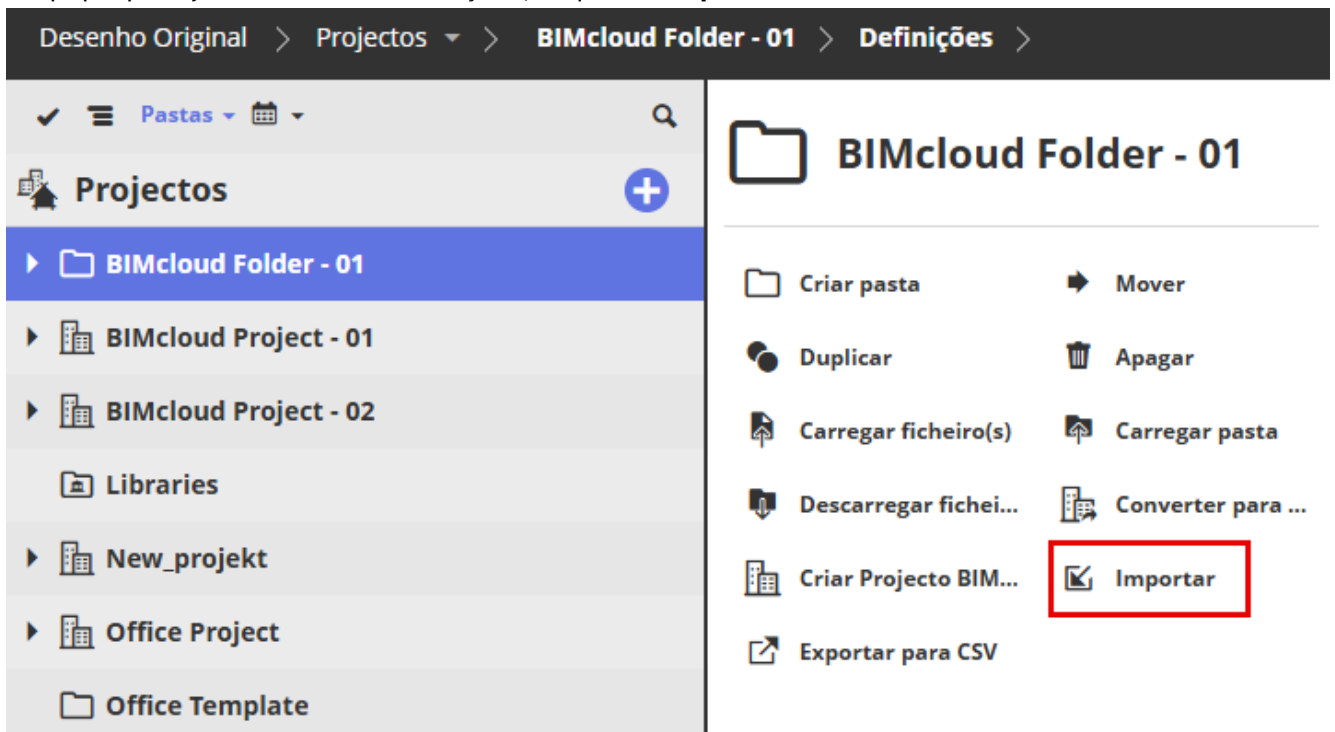 Desenho Original > Projectos > BIMcloud Folder - 01 > Definições >
Pastas
Projectos
BIMcloud Folder - 01
BIMcloud Project - 01
BIMcloud Project - 02
Libraries
New_projekt
Office Project
Office Template
BIMcloud Folder - 01
Criar pasta
Mover
Duplicar
Apagar
Carregar ficheiro(s)
Carregar pasta
Descarregar fichei...
Converter para ...
Criar Projecto BIM...
Importar
Exportar para CSV